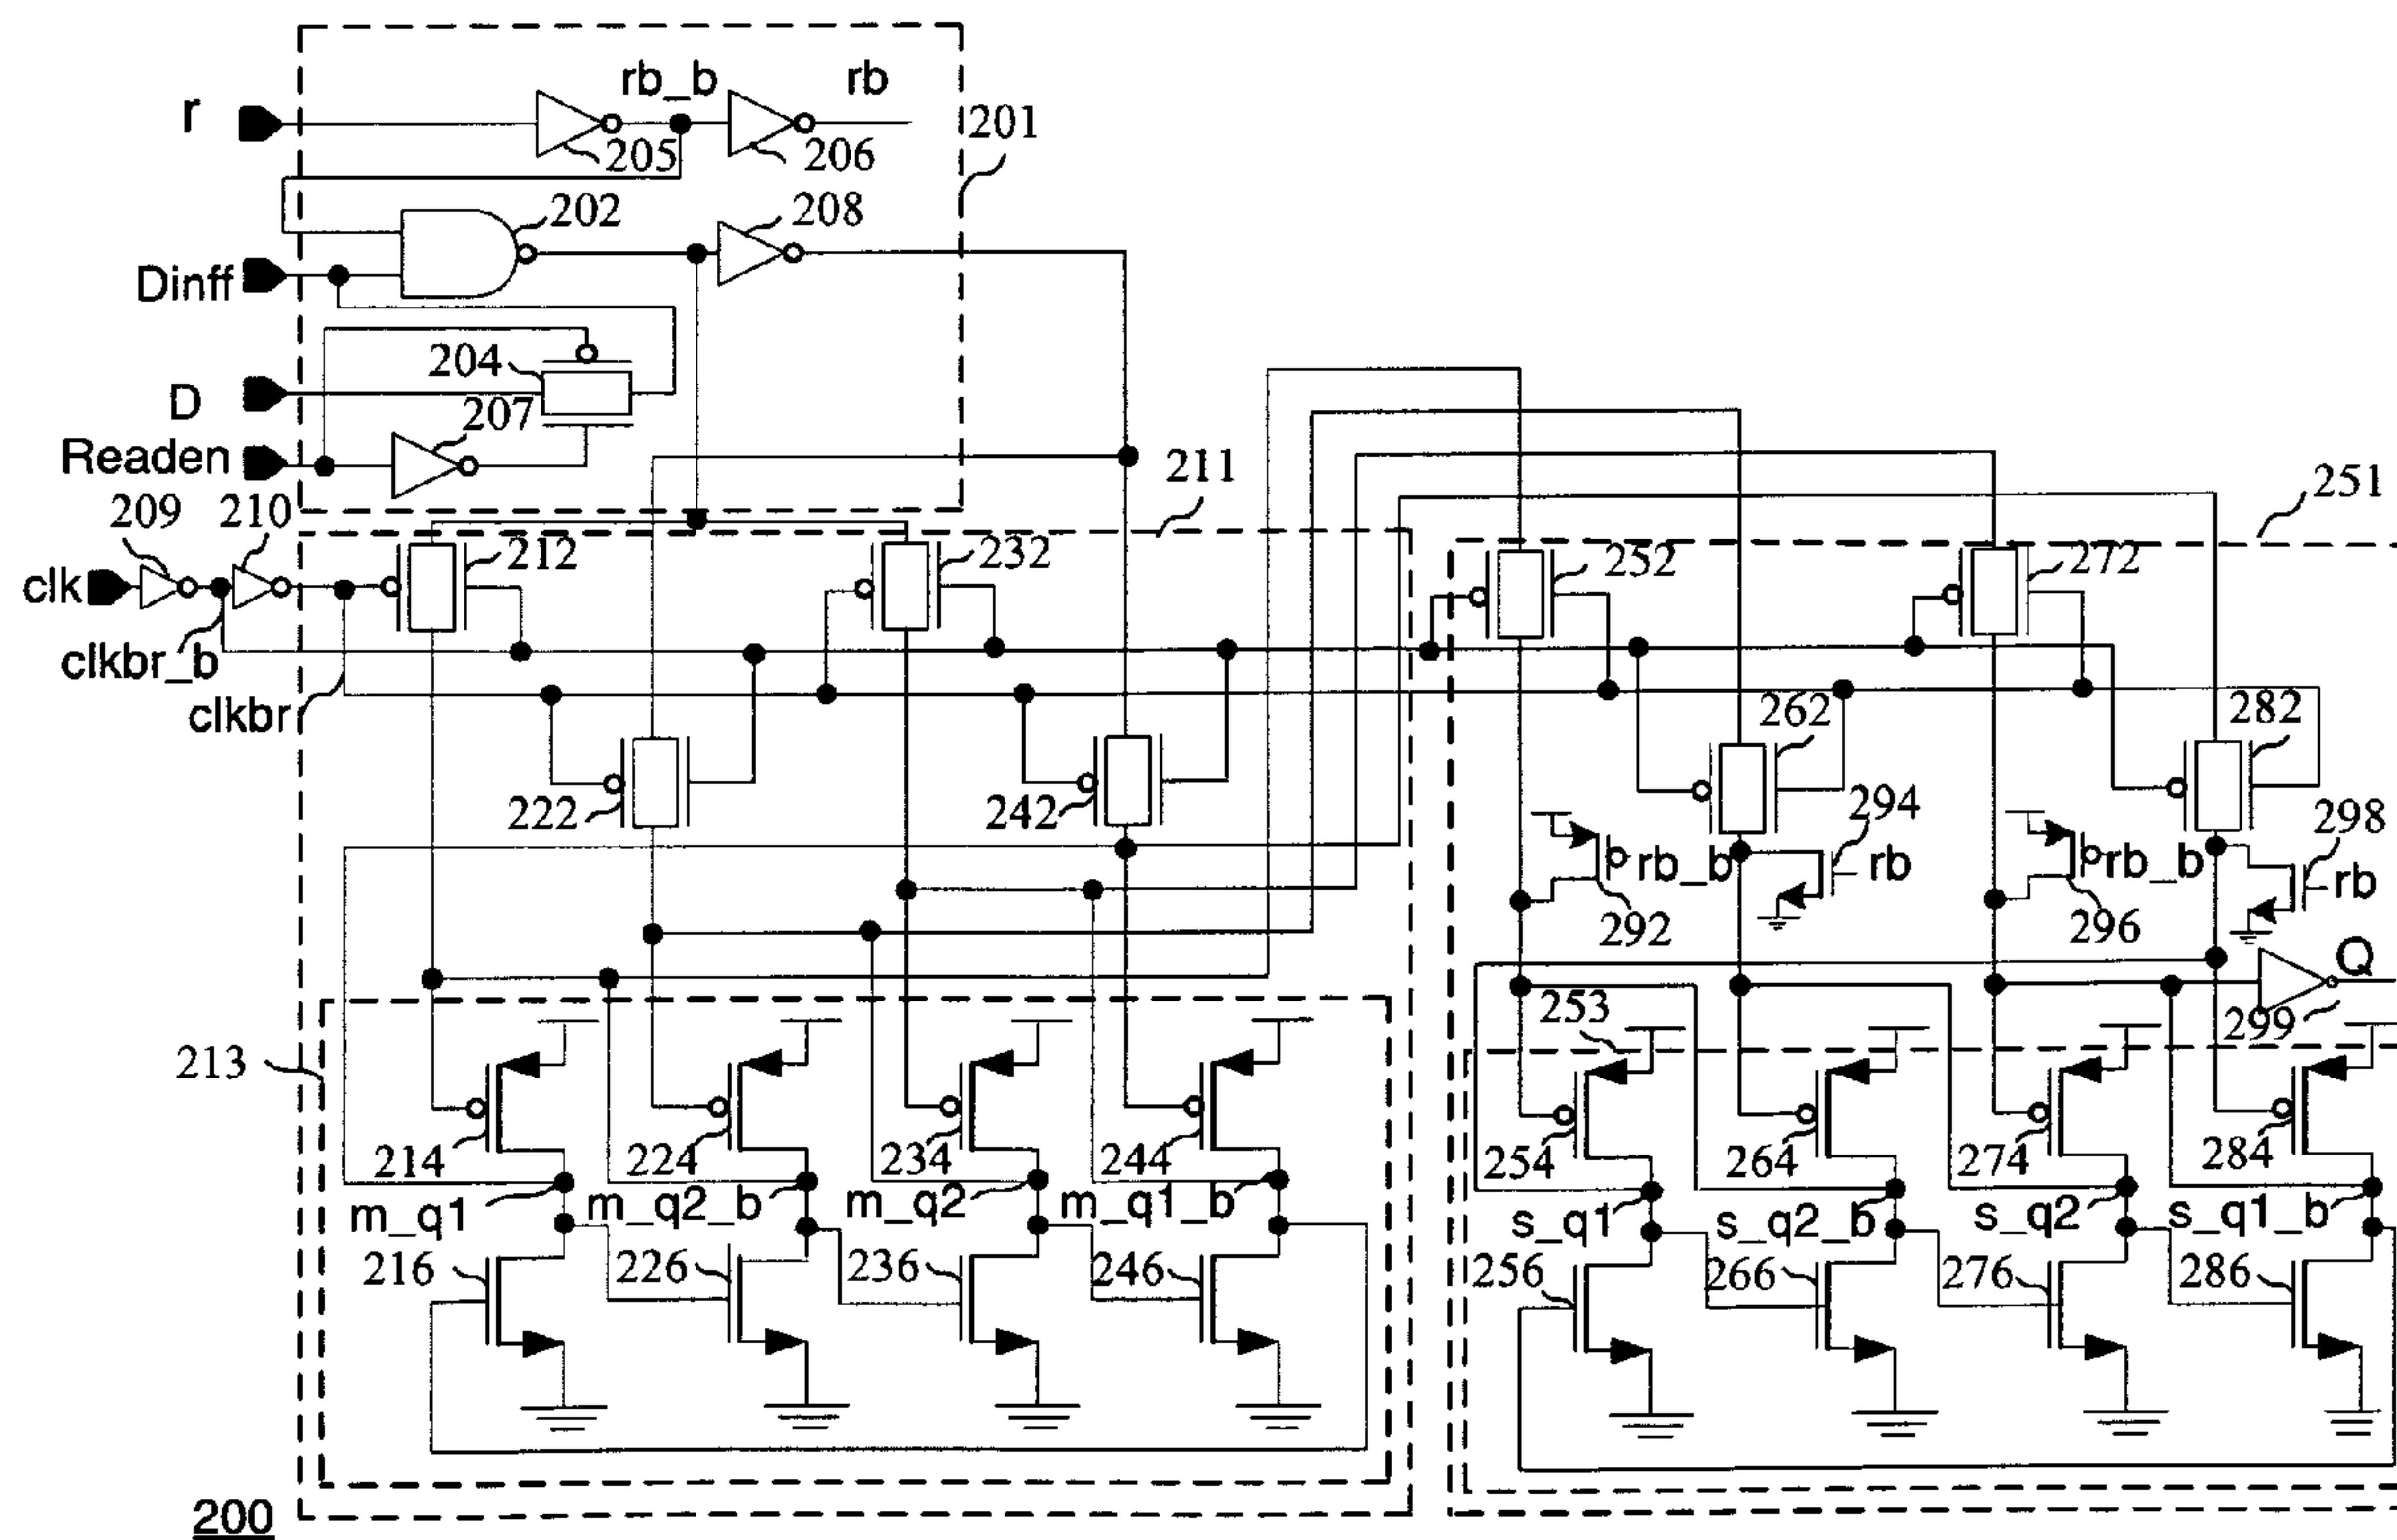 rb_b rb
r
205 206 201
202 208
Dinff
204
D 207
Readen
211
251
209 210
212 232 252 272
clk
clkbr_b
clkbr
262 282
222 242
294 298
rb_b rb rb_b rb
292 296
Q
253 299
213
214 224 234 244
254 264 274 284
m_q1 m_q2_b m_q2 m_q1_b
s_q1 s_q2_b s_q2 s_q1_b
216 226 236 246
256 266 276 286
200